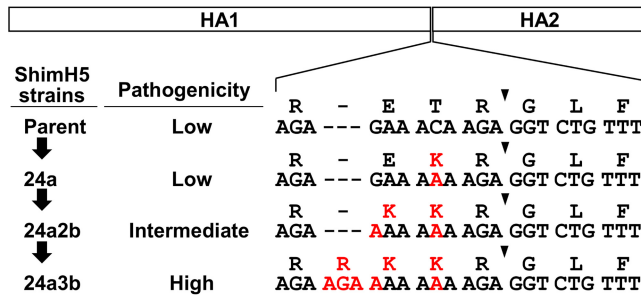 HA1 HA2
ShimH5 strains Pathogenicity
R - E T R G L F
Parent Low AGA --- GAA ACA AGA GGT CTG TTT
R - E K R G L F
24a Low AGA --- GAA AAA AGA GGT CTG TTT
R - K K R G L F
24a2b Intermediate AGA --- AAA AAA AGA GGT CTG TTT
R R K K R G L F
24a3b High AGA AGA AAA AAA AGA GGT CTG TTT